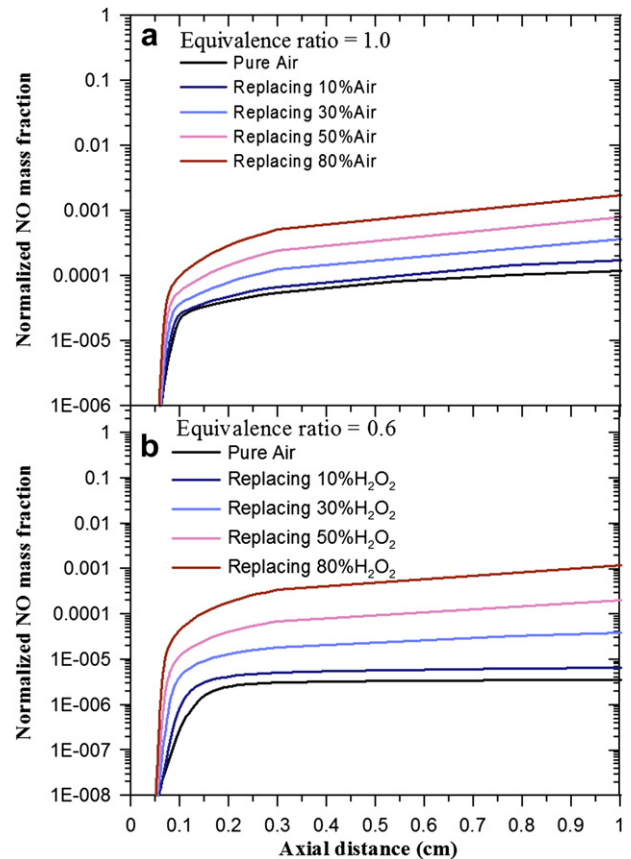 a
Equivalence ratio = 1.0
Pure Air
Replacing 10%Air
Replacing 30%Air
Replacing 50%Air
Replacing 80%Air
Normalized NO mass fraction
1
0.1
0.01
0.001
0.0001
1E-005
1E-006
b
Equivalence ratio = 0.6
Pure Air
Replacing 10%H₂O₂
Replacing 30%H₂O₂
Replacing 50%H₂O₂
Replacing 80%H₂O₂
Normalized NO mass fraction
1
0.1
0.01
0.001
0.0001
1E-005
1E-006
1E-007
1E-008
0 0.1 0.2 0.3 0.4 0.5 0.6 0.7 0.8 0.9 1
Axial distance (cm)